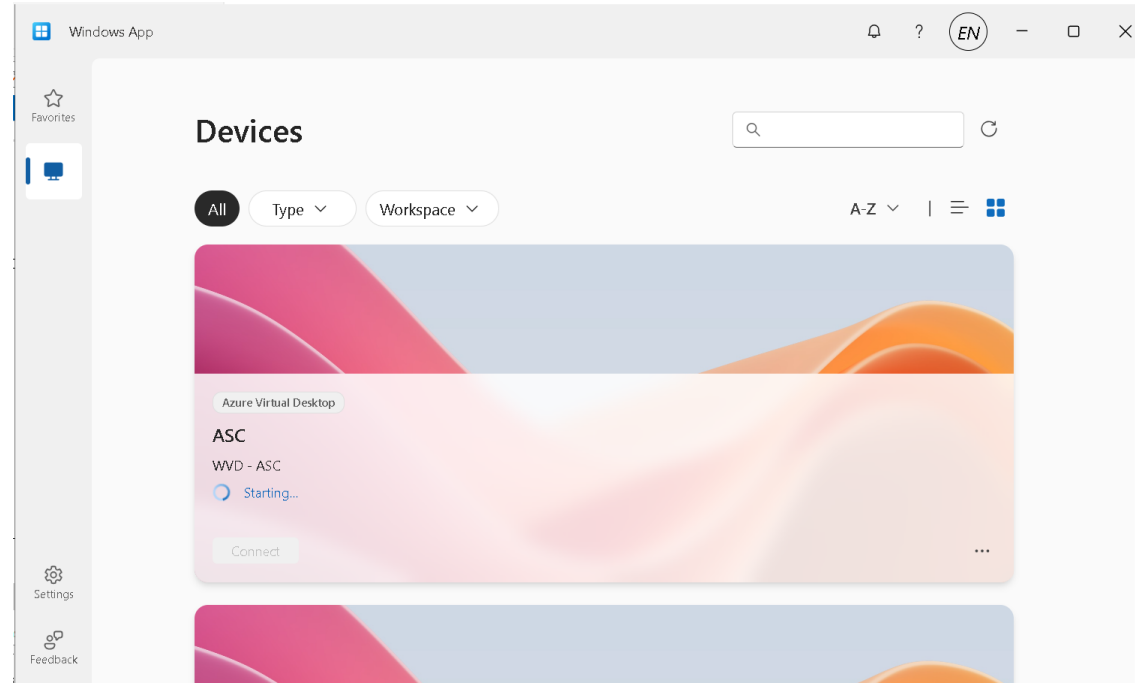 Windows App
?
EN
Favorites
Devices
All
Type
Workspace
A-Z
Azure Virtual Desktop
ASC
WVD - ASC
Starting...
Connect
...
Settings
Feedback